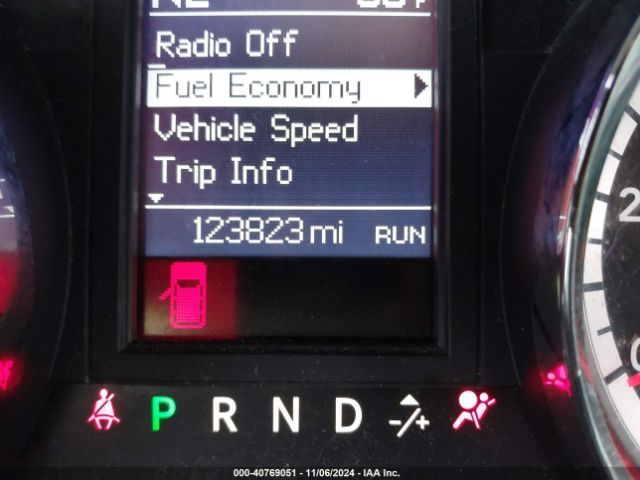 Radio Off
Fuel Economy
Vehicle Speed
Trip Info
123823 mi RUN
P R N D -/+
000-40769051 - 11/06/2024 - IAA Inc.